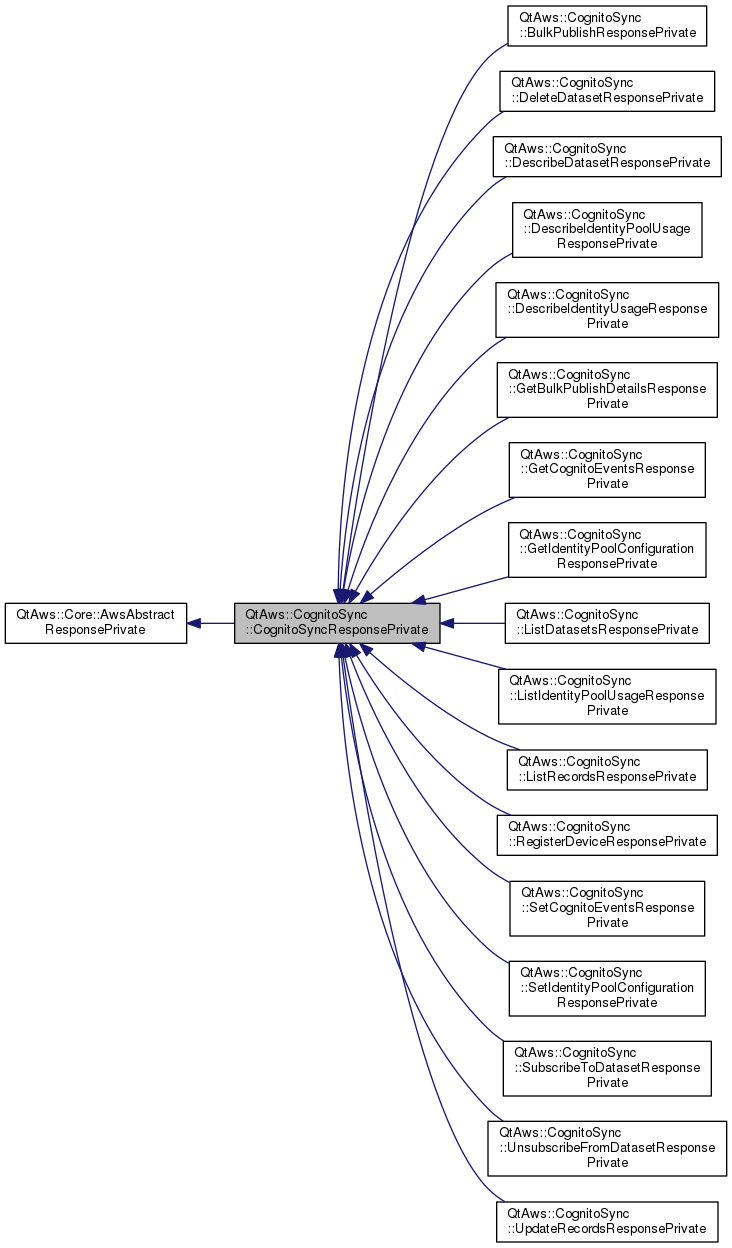 QtAws::CognitoSync
::BulkPublishResponsePrivate
QtAws::CognitoSync
::DeleteDatasetResponsePrivate
QtAws::CognitoSync
::DescribeDatasetResponsePrivate
QtAws::CognitoSync
::DescribeIdentityPoolUsage
ResponsePrivate
QtAws::CognitoSync
::DescribeIdentityUsageResponse
Private
QtAws::CognitoSync
::GetBulkPublishDetailsResponse
Private
QtAws::CognitoSync
::GetCognitoEventsResponse
Private
QtAws::CognitoSync
::GetIdentityPoolConfiguration
ResponsePrivate
QtAws::Core::AwsAbstract
ResponsePrivate
QtAws::CognitoSync
::CognitoSyncResponsePrivate
QtAws::CognitoSync
::ListDatasetsResponsePrivate
QtAws::CognitoSync
::ListIdentityPoolUsageResponse
Private
QtAws::CognitoSync
::ListRecordsResponsePrivate
QtAws::CognitoSync
::RegisterDeviceResponsePrivate
QtAws::CognitoSync
::SetCognitoEventsResponse
Private
QtAws::CognitoSync
::SetIdentityPoolConfiguration
ResponsePrivate
QtAws::CognitoSync
::SubscribeToDatasetResponse
Private
QtAws::CognitoSync
::UnsubscribeFromDatasetResponse
Private
QtAws::CognitoSync
::UpdateRecordsResponsePrivate